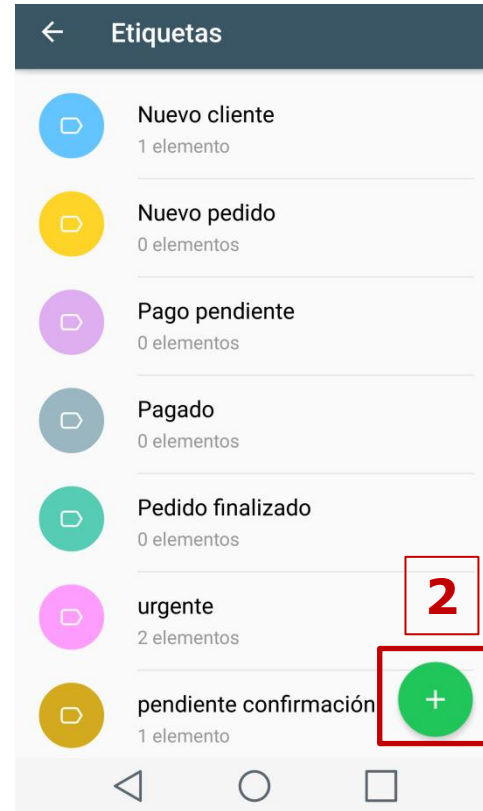 Etiquetas
Nuevo cliente
1 elemento
Nuevo pedido
0 elementos
Pago pendiente
0 elementos
Pagado
0 elementos
Pedido finalizado
0 elementos
urgente
2 elementos
2
pendiente confirmación
1 elemento
+